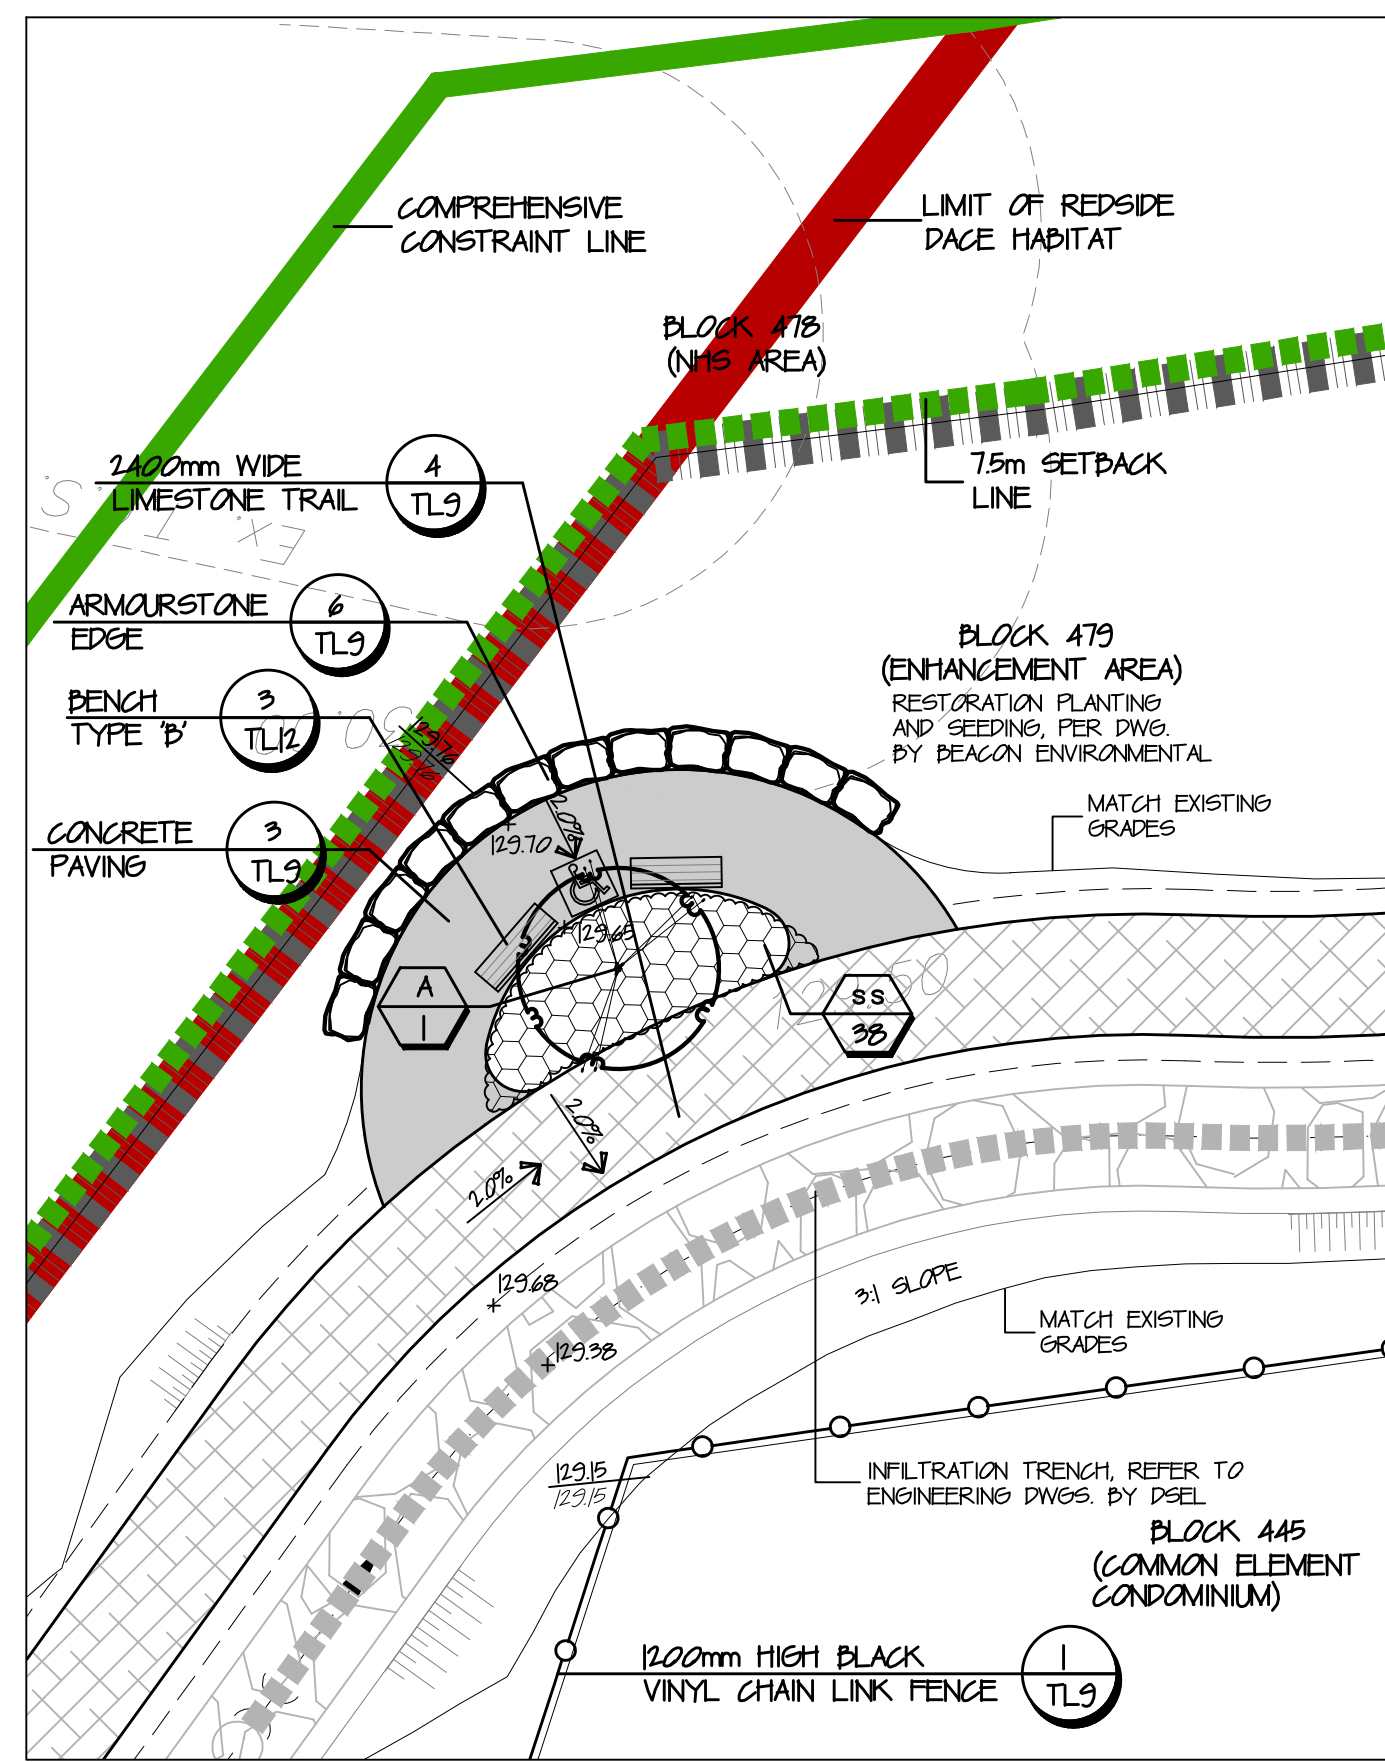 COMPREHENSIVE
CONSTRAINT LINE
LIMIT OF REDSIDE
DACE HABITAT
BLOCK 478
(NHS AREA)
2400mm WIDE
LIMESTONE TRAIL
4
TL9
7.5m SETBACK
LINE
EX. T. S.
ARMOURSTONE
EDGE
6
TL9
BLOCK 479
(ENHANCEMENT AREA)
RESTORATION PLANTING
AND SEEDING, PER DWG.
BY BEACON ENVIRONMENTAL
BENCH
TYPE 'B'
3
TL12
129.76
129.76
MATCH EXISTING
GRADES
CONCRETE
PAVING
3
TL9
2.0%
129.70
129.65
A
1
SS
38
2.0%
2.0%
129.68
129.38
3:1 SLOPE
MATCH EXISTING
GRADES
129.15
129.15
INFILTRATION TRENCH, REFER TO
ENGINEERING DWGS. BY DSEL
BLOCK 445
(COMMON ELEMENT
CONDOMINIUM)
1200mm HIGH BLACK
VINYL CHAIN LINK FENCE
1
TL9